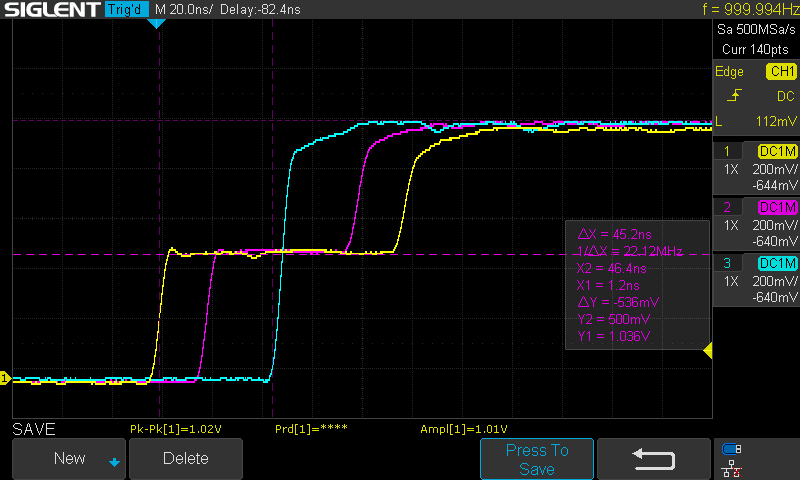 SIGLENT Trig'd M 20.0ns/ Delay:-82.4ns f = 999.994Hz
Sa 500MSa/s
Curr 140pts
Edge CH1
DC
L 112mV
1 DC1M
1X 200mV/
-644mV
2 DC1M
1X 200mV/
-640mV
3 DC1M
1X 200mV/
-640mV
ΔX = 45.2ns
1/ΔX = 22.12MHz
X2 = 46.4ns
X1 = 1.2ns
ΔY = -536mV
Y2 = 500mV
Y1 = 1.036V
1
SAVE Pk-Pk[1]=1.02V Prd[1]=**** Ampl[1]=1.01V
New Delete Press To
Save